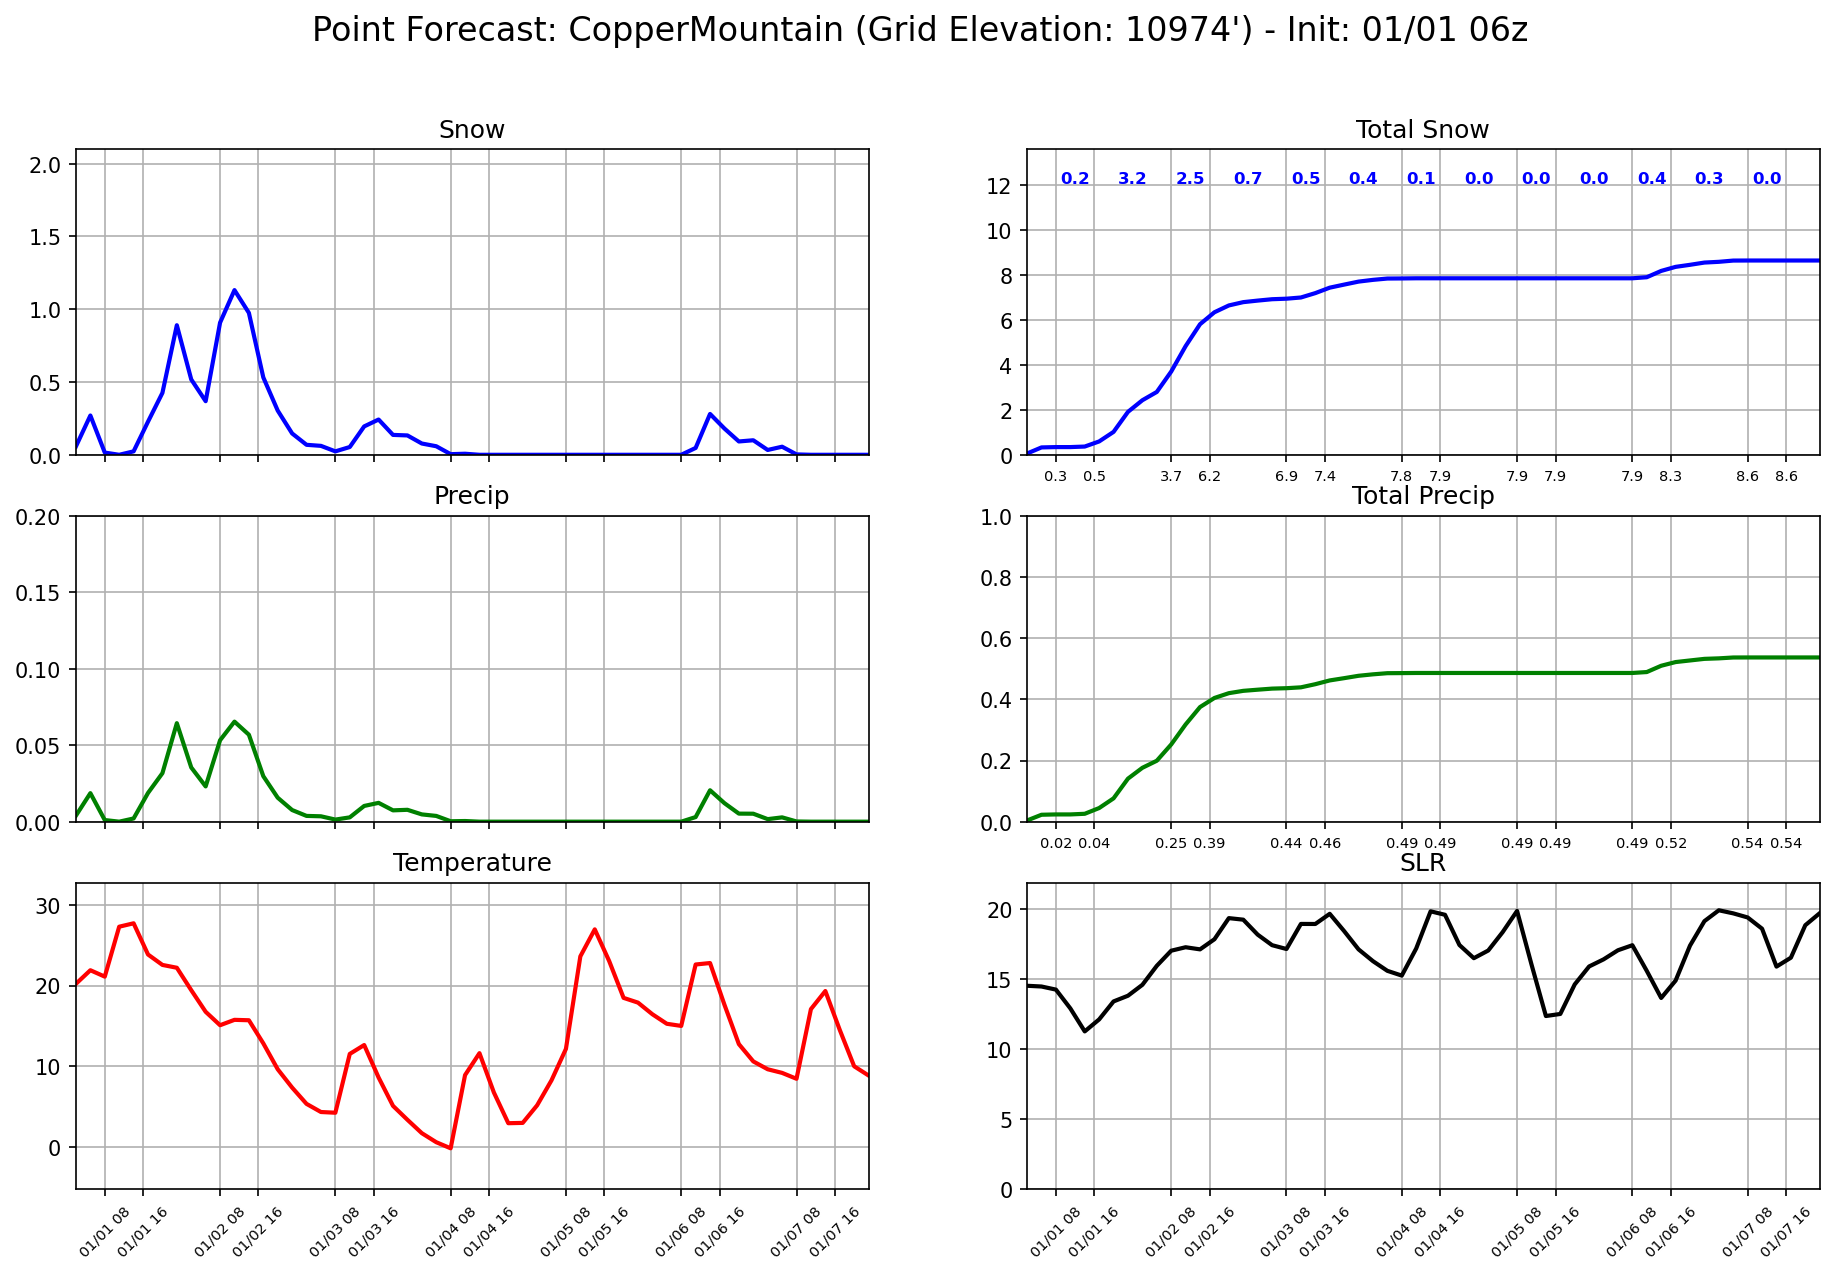 Point Forecast: CopperMountain (Grid Elevation: 10974') - Init: 01/01 06z
Snow
2.0
1.5
1.0
0.5
0.0
Total Snow
0.2 3.2 2.5 0.7 0.5 0.4 0.1 0.0 0.0 0.0 0.4 0.3 0.0
12
10
8
6
4
2
0
0.3 0.5 3.7 6.2 6.9 7.4 7.8 7.9 7.9 7.9 7.9 8.3 8.6 8.6
Precip
0.20
0.15
0.10
0.05
0.00
Total Precip
1.0
0.8
0.6
0.4
0.2
0.0
0.02 0.04 0.25 0.39 0.44 0.46 0.49 0.49 0.49 0.49 0.49 0.52 0.54 0.54
Temperature
30
20
10
0
01/01 08 01/01 16 01/02 08 01/02 16 01/03 08 01/03 16 01/04 08 01/04 16 01/05 08 01/05 16 01/06 08 01/06 16 01/07 08 01/07 16
SLR
20
15
10
5
0
01/01 08 01/01 16 01/02 08 01/02 16 01/03 08 01/03 16 01/04 08 01/04 16 01/05 08 01/05 16 01/06 08 01/06 16 01/07 08 01/07 16